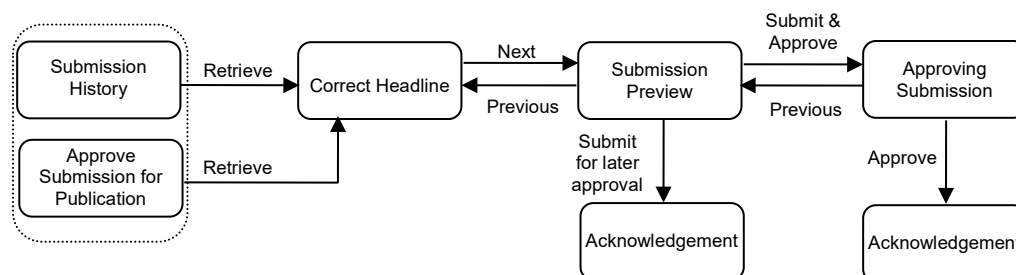 Submission
History
Retrieve
Approve
Submission for
Publication
Retrieve
Correct Headline
Next
Previous
Submission
Preview
Submit &
Approve
Previous
Approving
Submission
Submit
for later
approval
Approve
Acknowledgement
Acknowledgement